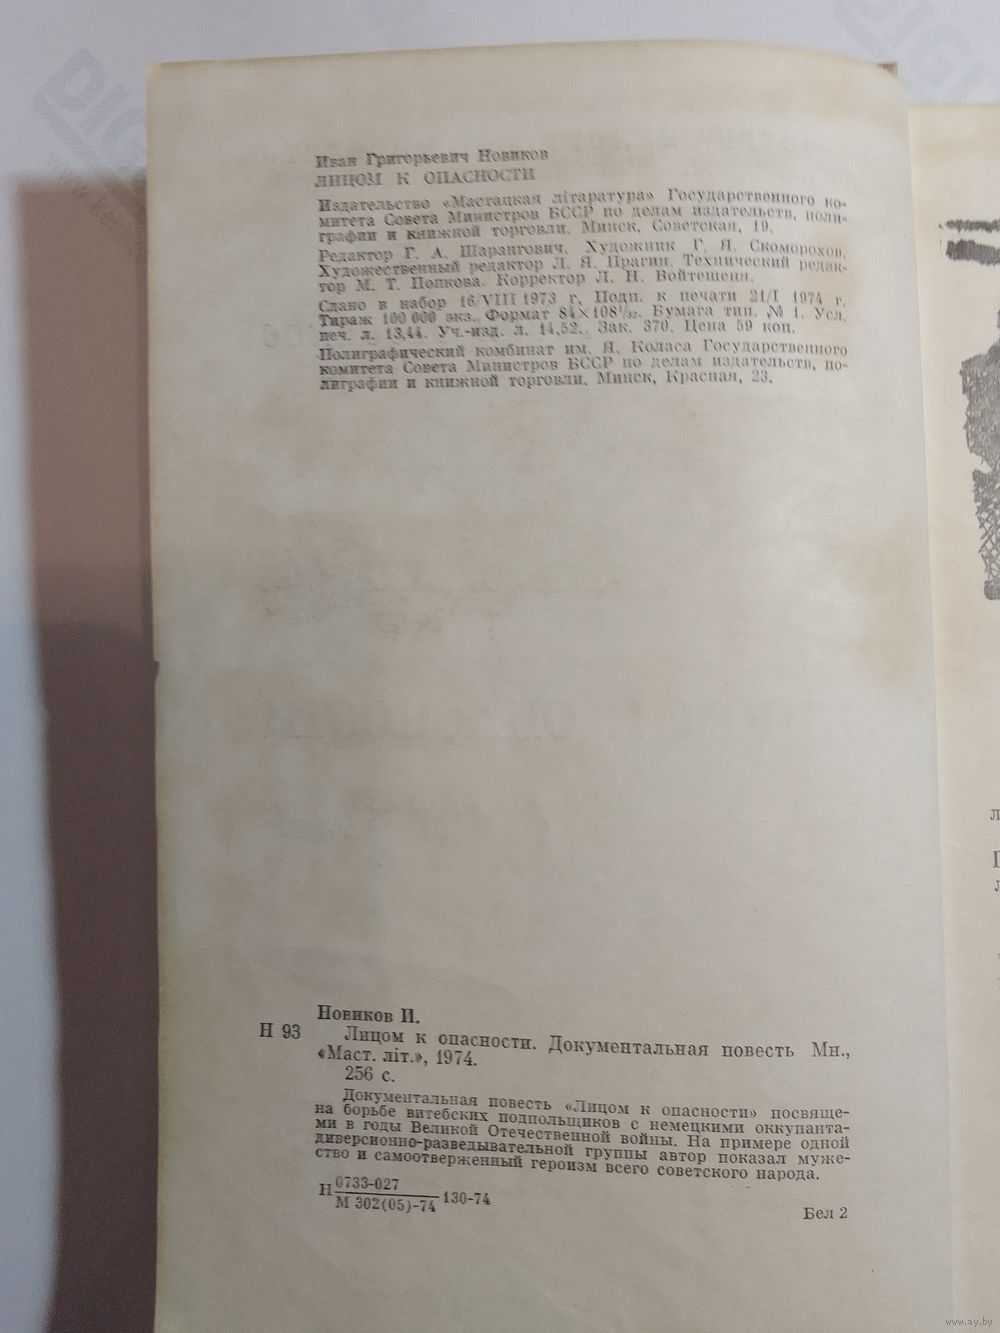 Иван Григорьевич Новиков
ЛИЦОМ К ОПАСНОСТИ
Издательство «Мастацкая літаратура» Государственного ко-
митета Совета Министров БССР по делам издательств, поли-
графии и книжной торговли. Минск, Советская, 19.
Редактор Г. А. Шарангович. Художник Г. Я. Скоморохов.
Художественный редактор Л. Я. Прагин. Технический редак-
тор М. Т. Попкова. Корректор Л. Н. Войтешеня.
Сдано в набор 16/VIII 1973 г. Подп. к печати 21/I 1974 г.
Тираж 100 000 экз. Формат 84×108¹/₃₂. Бумага тип. № 1. Усл.
печ. л. 13,44. Уч.-изд. л. 14,52. Зак. 370. Цена 59 коп.
Полиграфический комбинат им. Я. Коласа Государственного
комитета Совета Министров БССР по делам издательств, по-
лиграфии и книжной торговли. Минск, Красная, 23.
Новиков И.
Н 93 Лицом к опасности. Документальная повесть Мн.,
«Маст. літ.», 1974.
256 с.
Документальная повесть «Лицом к опасности» посвяще-
на борьбе витебских подпольщиков с немецкими оккупанта-
ми в годы Великой Отечественной войны. На примере одной
диверсионно-разведывательной группы автор показал муже-
ство и самоотверженный героизм всего советского народа.
Н 0733-027
М 302(05)-74 130-74
Бел 2
www.ay.by